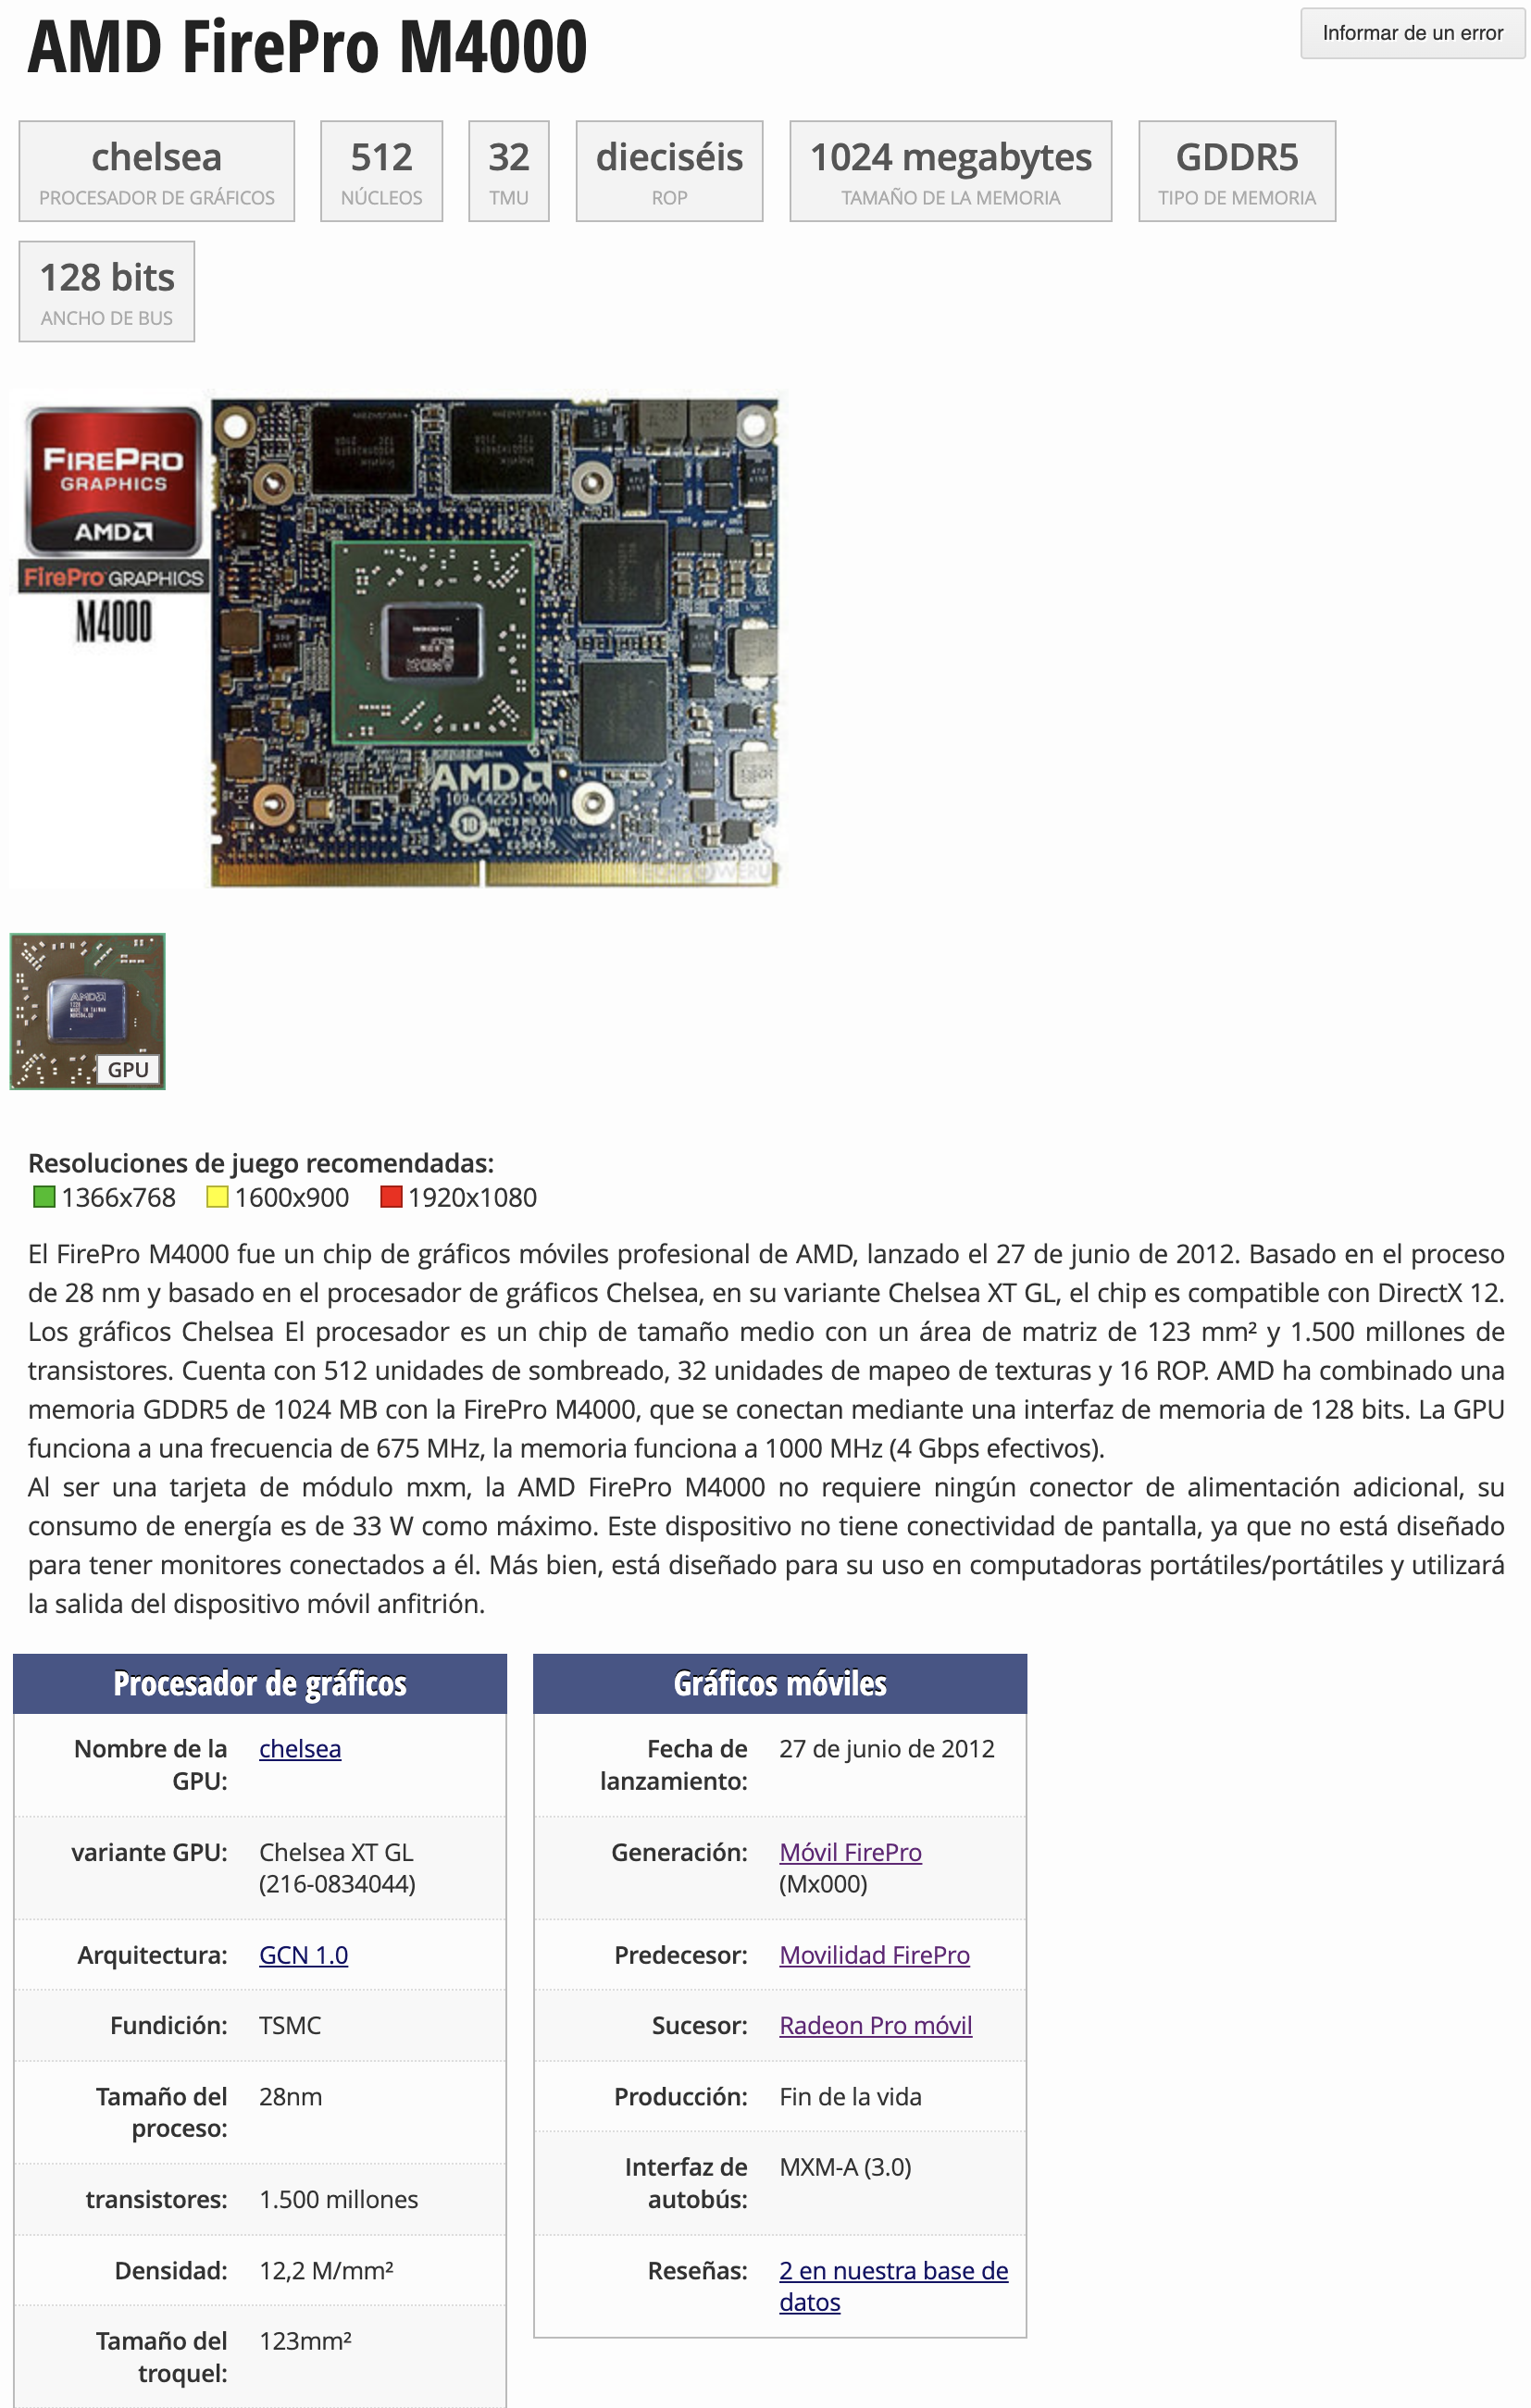 AMD FirePro M4000
Informar de un error
chelsea
PROCESADOR DE GRÁFICOS
512
NÚCLEOS
32
TMU
dieciséis
ROP
1024 megabytes
TAMAÑO DE LA MEMORIA
GDDR5
TIPO DE MEMORIA
128 bits
ANCHO DE BUS
FIREPRO
GRAPHICS
AMD
FirePro GRAPHICS
M4000
AMD
109-C42251-00A
TECHPOWERUP
AMD
MADE IN TAIWAN
GPU
Resoluciones de juego recomendadas:
1366x768 1600x900 1920x1080
El FirePro M4000 fue un chip de gráficos móviles profesional de AMD, lanzado el 27 de junio de 2012. Basado en el proceso
de 28 nm y basado en el procesador de gráficos Chelsea, en su variante Chelsea XT GL, el chip es compatible con DirectX 12.
Los gráficos Chelsea El procesador es un chip de tamaño medio con un área de matriz de 123 mm² y 1.500 millones de
transistores. Cuenta con 512 unidades de sombreado, 32 unidades de mapeo de texturas y 16 ROP. AMD ha combinado una
memoria GDDR5 de 1024 MB con la FirePro M4000, que se conectan mediante una interfaz de memoria de 128 bits. La GPU
funciona a una frecuencia de 675 MHz, la memoria funciona a 1000 MHz (4 Gbps efectivos).
Al ser una tarjeta de módulo mxm, la AMD FirePro M4000 no requiere ningún conector de alimentación adicional, su
consumo de energía es de 33 W como máximo. Este dispositivo no tiene conectividad de pantalla, ya que no está diseñado
para tener monitores conectados a él. Más bien, está diseñado para su uso en computadoras portátiles/portátiles y utilizará
la salida del dispositivo móvil anfitrión.
Procesador de gráficos
Nombre de la chelsea
GPU:
variante GPU: Chelsea XT GL
(216-0834044)
Arquitectura: GCN 1.0
Fundición: TSMC
Tamaño del 28nm
proceso:
transistores: 1.500 millones
Densidad: 12,2 M/mm²
Tamaño del 123mm²
troquel:
Gráficos móviles
Fecha de 27 de junio de 2012
lanzamiento:
Generación: Móvil FirePro
(Mx000)
Predecesor: Movilidad FirePro
Sucesor: Radeon Pro móvil
Producción: Fin de la vida
Interfaz de MXM-A (3.0)
autobús:
Reseñas: 2 en nuestra base de
datos